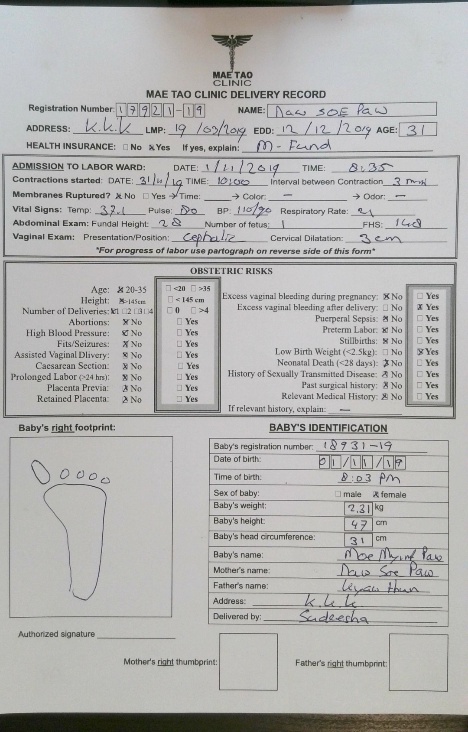 MAE TAO
CLINIC
MAE TAO CLINIC DELIVERY RECORD
Registration Number: 17921-19 NAME: Daw SOE PAW
ADDRESS: K.K.K LMP: 19/03/2019 EDD: 12/12/2019 AGE: 31
HEALTH INSURANCE: □ No ☒ Yes If yes, explain: M-Fund
ADMISSION TO LABOR WARD: DATE: 1/11/2019 TIME: 8:35
Contractions started: DATE: TIME: 10:00 Interval between Contraction 3
Membranes Ruptured? ☒ No □ Yes → Time: → Color: — → Odor: —
Vital Signs: Temp: 37.1 Pulse: 80 BP: 110/90 Respiratory Rate:
Abdominal Exam: Fundal Height: 28 Number of fetus: 1 FHS: 148
Vaginal Exam: Presentation/Position: Cephalic Cervical Dilatation: 3cm
*For progress of labor use partograph on reverse side of this form*
OBSTETRIC RISKS
Age: ☒ 20-35 □ <20 □ >35
Height: ☒ >145cm □ < 145 cm
Number of Deliveries: ☒1 □2 □3 □4 □ 0 □ >4
Abortions: ☒ No □ Yes
High Blood Pressure: ☒ No □ Yes
Fits/Seizures: ☒ No □ Yes
Assisted Vaginal Dlivery: ☒ No □ Yes
Caesarean Section: ☒ No □ Yes
Prolonged Labor (>24 hrs): ☒ No □ Yes
Placenta Previa: ☒ No □ Yes
Retained Placenta: ☒ No □ Yes
Excess vaginal bleeding during pregnancy: ☒ No □ Yes
Excess vaginal bleeding after delivery: □ No ☒ Yes
Puerperal Sepsis: ☒ No □ Yes
Preterm Labor: ☒ No □ Yes
Stillbirths: ☒ No □ Yes
Low Birth Weight (<2.5kg): □ No ☒ Yes
Neonatal Death (<28 days): ☒ No □ Yes
History of Sexually Transmitted Disease: ☒ No □ Yes
Past surgical history: ☒ No □ Yes
Relevant Medical History: ☒ No □ Yes
If relevant history, explain: —
Baby's right footprint:
BABY'S IDENTIFICATION
Baby's registration number: 18931-19
Date of birth: 01/11/19
Time of birth: 8:03 PM
Sex of baby: □ male ☒ female
Baby's weight: 2.31 kg
Baby's height: 47 cm
Baby's head circumference: 31 cm
Baby's name: Moe Myint Paw
Mother's name: Daw Soe Paw
Father's name:
Address: K.K.K
Delivered by: Sudeesha
Authorized signature
Mother's right thumbprint:
Father's right thumbprint: